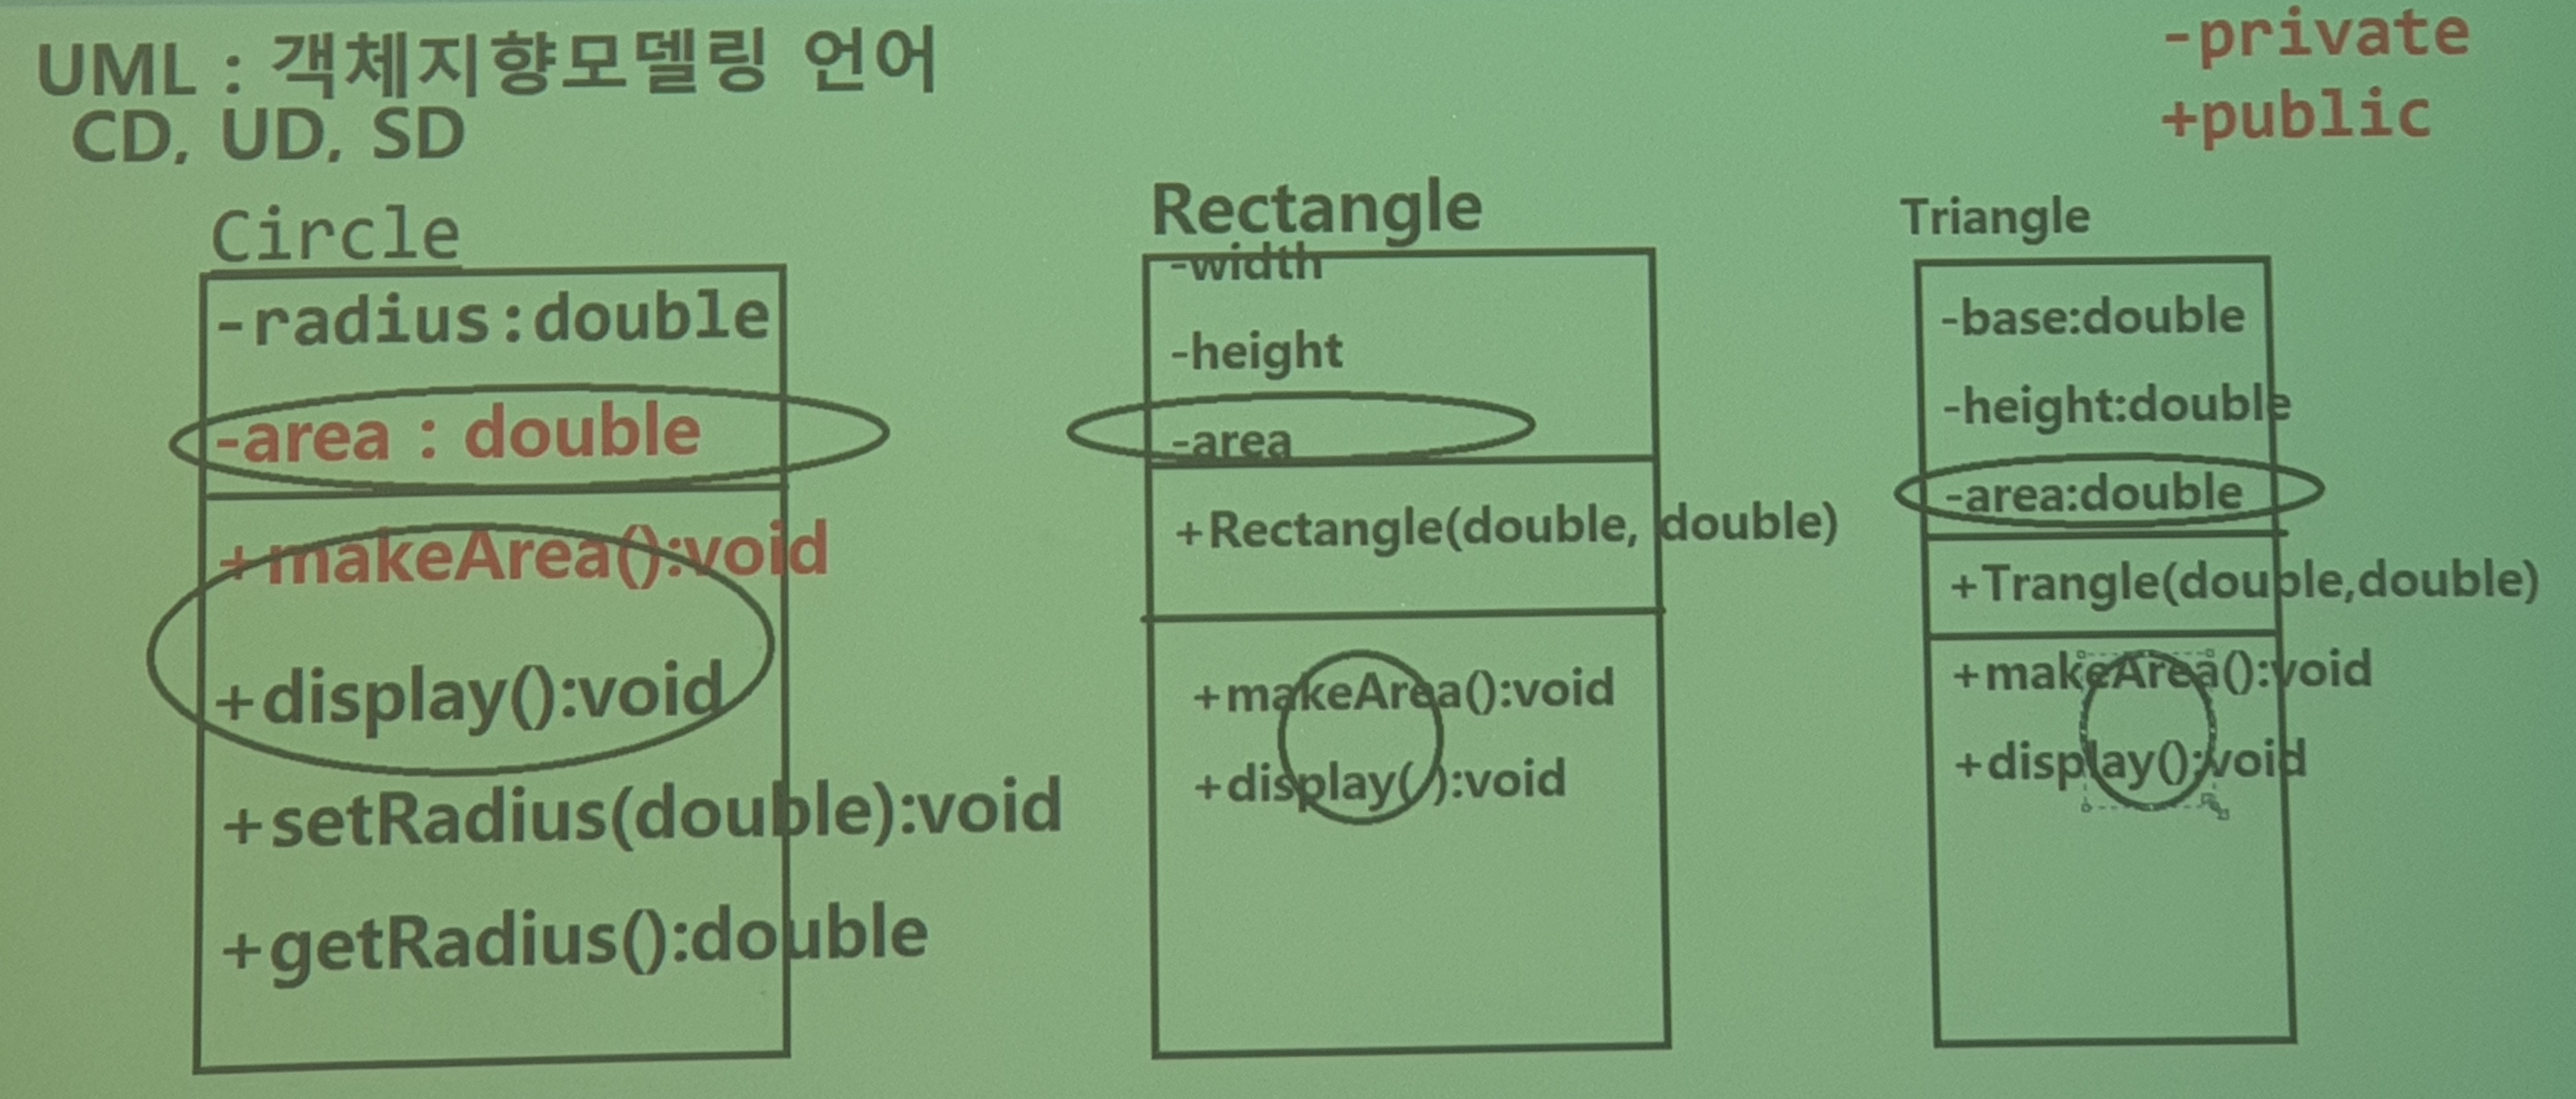 UML : 객체지향모델링 언어
CD, UD, SD
-private
+public
Circle
-radius:double
-area : double
+makeArea():void
+display():void
+setRadius(double):void
+getRadius():double
Rectangle
-width
-height
-area
+Rectangle(double, double)
+makeArea():void
+display( ):void
Triangle
-base:double
-height:double
-area:double
+Trangle(double,double)
+makeArea():void
+display():void